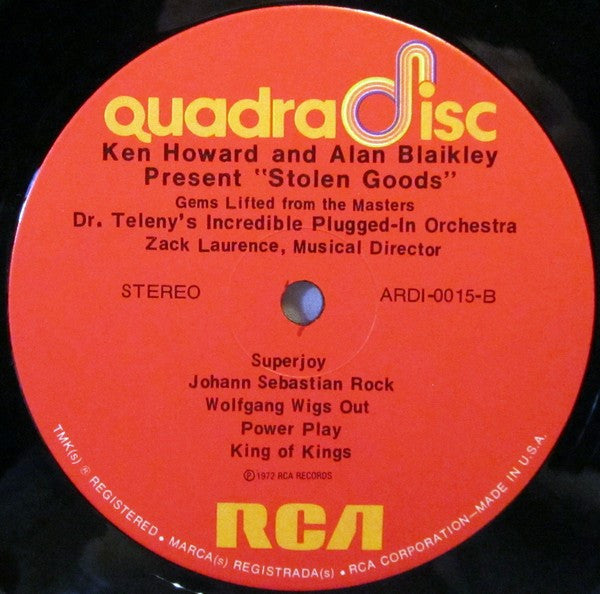 quadradisc
Ken Howard and Alan Blaikley
Present "Stolen Goods"
Gems Lifted from the Masters
Dr. Teleny's Incredible Plugged-In Orchestra
Zack Laurence, Musical Director
STEREO
ARDI-0015-B
Superjoy
Johann Sebastian Rock
Wolfgang Wigs Out
Power Play
King of Kings
Ⓟ1972 RCA RECORDS
RCA
TMK(s) ® REGISTERED • MARCA(s) REGISTRADA(s) • RCA CORPORATION—MADE IN U.S.A.